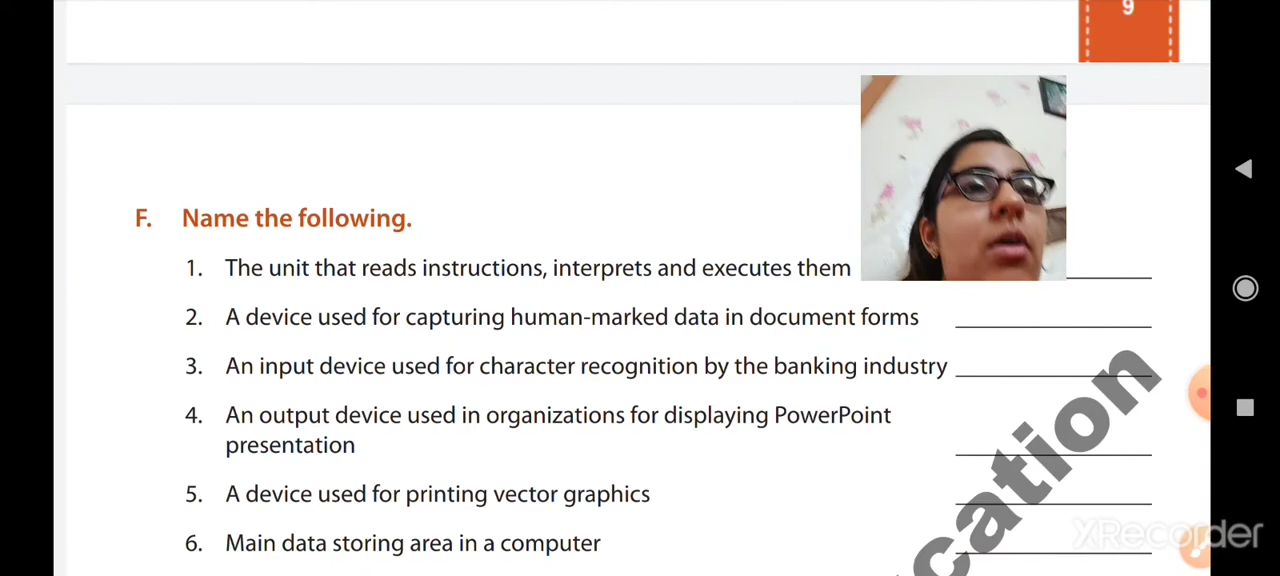 9
F. Name the following.
1. The unit that reads instructions, interprets and executes them
2. A device used for capturing human-marked data in document forms
3. An input device used for character recognition by the banking industry
4. An output device used in organizations for displaying PowerPoint
presentation
5. A device used for printing vector graphics
6. Main data storing area in a computer
cation
XRecorder